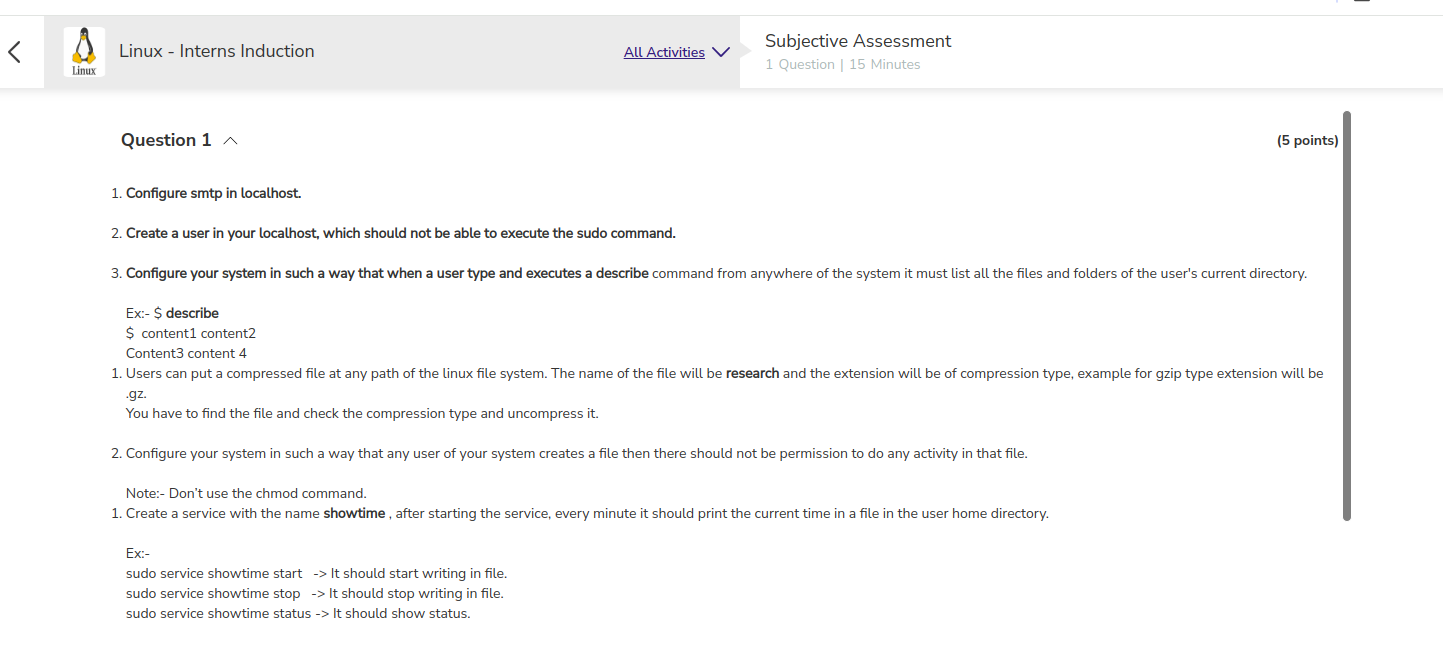 Linux
Linux - Interns Induction
All Activities
Subjective Assessment
1 Question | 15 Minutes
Question 1
(5 points)
1. Configure smtp in localhost.
2. Create a user in your localhost, which should not be able to execute the sudo command.
3. Configure your system in such a way that when a user type and executes a describe command from anywhere of the system it must list all the files and folders of the user's current directory.
Ex:- $ describe
$ content1 content2
Content3 content 4
1. Users can put a compressed file at any path of the linux file system. The name of the file will be research and the extension will be of compression type, example for gzip type extension will be
.gz.
You have to find the file and check the compression type and uncompress it.
2. Configure your system in such a way that any user of your system creates a file then there should not be permission to do any activity in that file.
Note:- Don't use the chmod command.
1. Create a service with the name showtime , after starting the service, every minute it should print the current time in a file in the user home directory.
Ex:-
sudo service showtime start -> It should start writing in file.
sudo service showtime stop -> It should stop writing in file.
sudo service showtime status -> It should show status.